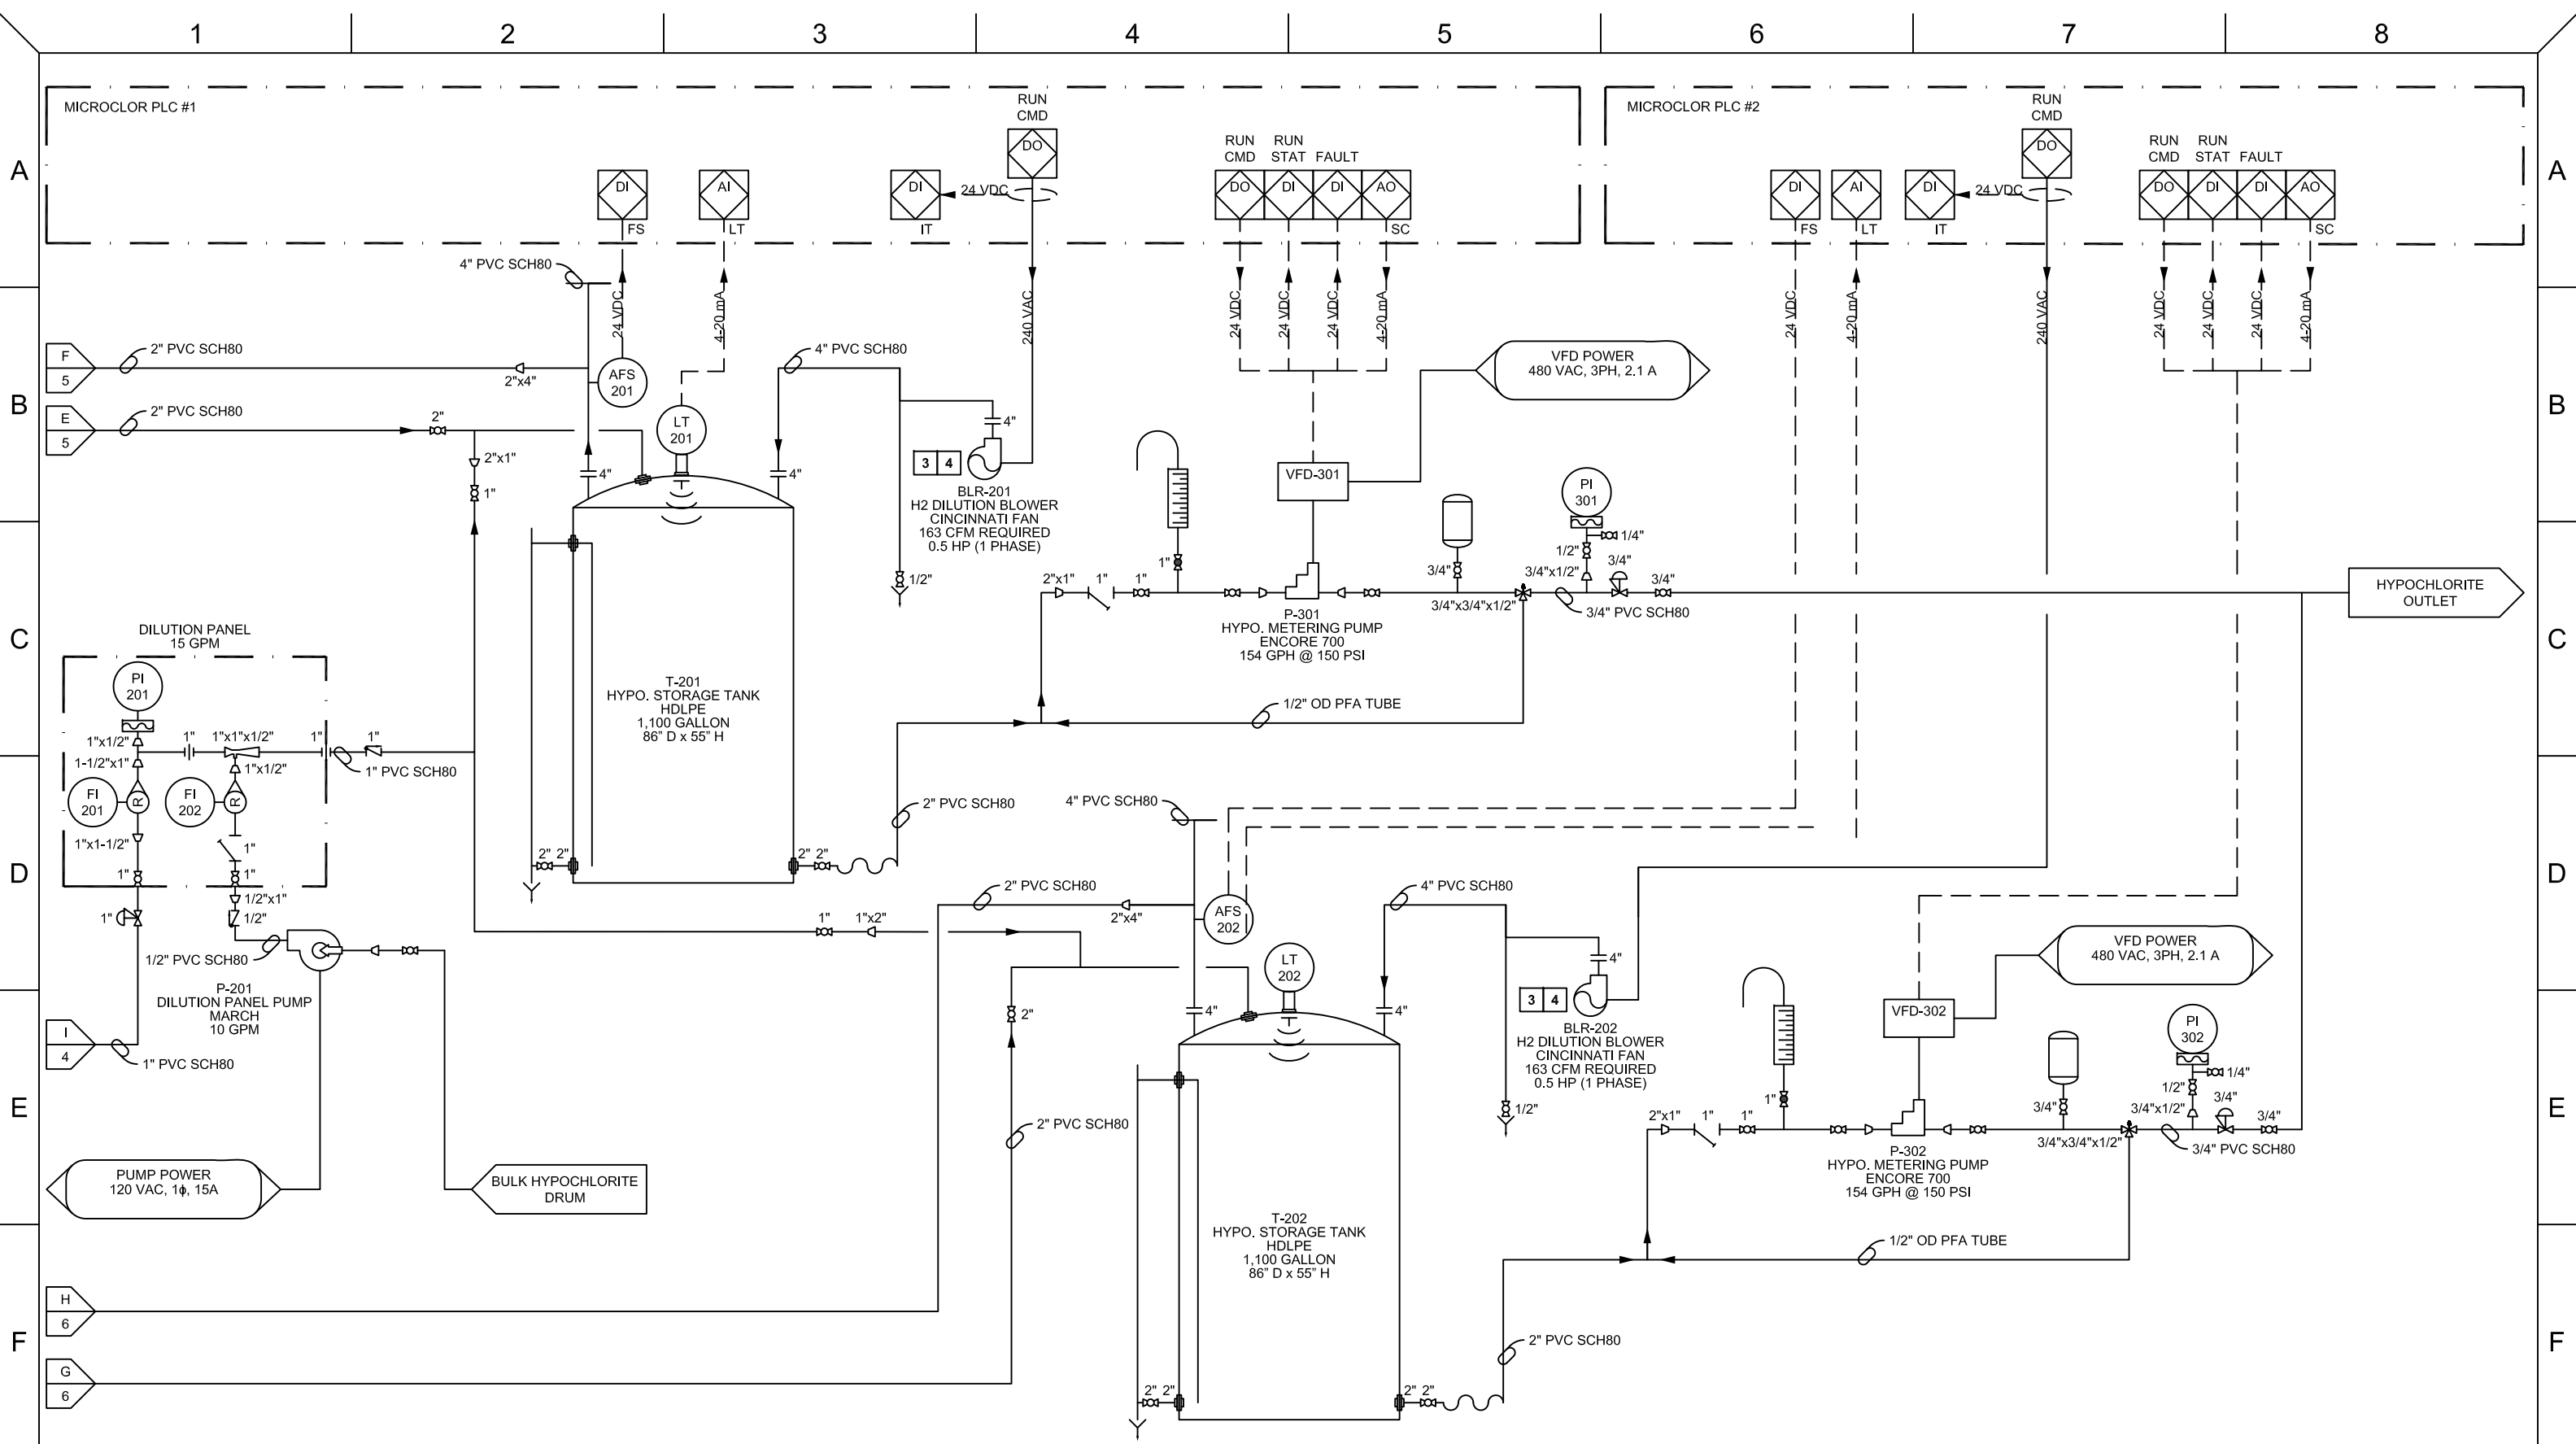 1 2 3 4 5 6 7 8
A A
B B
C C
D D
E E
F F
MICROCLOR PLC #1
RUN
CMD
DO
DI
FS
AI
LT
DI
IT
24 VDC
RUN
CMD
RUN
STAT
FAULT
DO
DI
DI
AO
SC
MICROCLOR PLC #2
RUN
CMD
DO
DI
FS
AI
LT
DI
IT
24 VDC
RUN
CMD
RUN
STAT
FAULT
DO
DI
DI
AO
SC
4" PVC SCH80
24 VDC
4-20 mA
240 VAC
24 VDC
24 VDC
24 VDC
4-20 mA
24 VDC
4-20 mA
240 VAC
24 VDC
24 VDC
24 VDC
4-20 mA
F
5
2" PVC SCH80
2"x4"
AFS
201
E
5
2" PVC SCH80
2"
2"x1"
1"
4"
LT
201
4"
4" PVC SCH80
4"
3 4
BLR-201
H2 DILUTION BLOWER
CINCINNATI FAN
163 CFM REQUIRED
0.5 HP (1 PHASE)
1/2"
VFD POWER
480 VAC, 3PH, 2.1 A
VFD-301
PI
301
1/4"
1/2"
3/4"x1/2"
3/4"
3/4"
3/4"
3/4"x3/4"x1/2"
3/4" PVC SCH80
2"x1"
1"
1"
1"
P-301
HYPO. METERING PUMP
ENCORE 700
154 GPH @ 150 PSI
HYPOCHLORITE
OUTLET
1/2" OD PFA TUBE
DILUTION PANEL
15 GPM
PI
201
1"x1/2"
1"
1"x1"x1/2"
1"
1"
1-1/2"x1"
1"x1/2"
1" PVC SCH80
FI
201
R
FI
202
R
1"x1-1/2"
1"
1"
1"
1/2"x1"
1"
1/2"
1/2" PVC SCH80
P-201
DILUTION PANEL PUMP
MARCH
10 GPM
I
4
1" PVC SCH80
PUMP POWER
120 VAC, 1ϕ, 15A
BULK HYPOCHLORITE
DRUM
T-201
HYPO. STORAGE TANK
HDLPE
1,100 GALLON
86" D x 55" H
2" 2"
2" 2"
2" PVC SCH80
4" PVC SCH80
2" PVC SCH80
2"x4"
AFS
202
1"
1"x2"
4" PVC SCH80
LT
202
4"
4"
4"
2"
2" PVC SCH80
3 4
BLR-202
H2 DILUTION BLOWER
CINCINNATI FAN
163 CFM REQUIRED
0.5 HP (1 PHASE)
1/2"
VFD POWER
480 VAC, 3PH, 2.1 A
VFD-302
PI
302
1/4"
1/2"
3/4"x1/2"
3/4"
3/4"
3/4"
3/4"x3/4"x1/2"
3/4" PVC SCH80
2"x1"
1"
1"
1"
P-302
HYPO. METERING PUMP
ENCORE 700
154 GPH @ 150 PSI
1/2" OD PFA TUBE
T-202
HYPO. STORAGE TANK
HDLPE
1,100 GALLON
86" D x 55" H
2" 2"
2" 2"
2" PVC SCH80
H
6
G
6